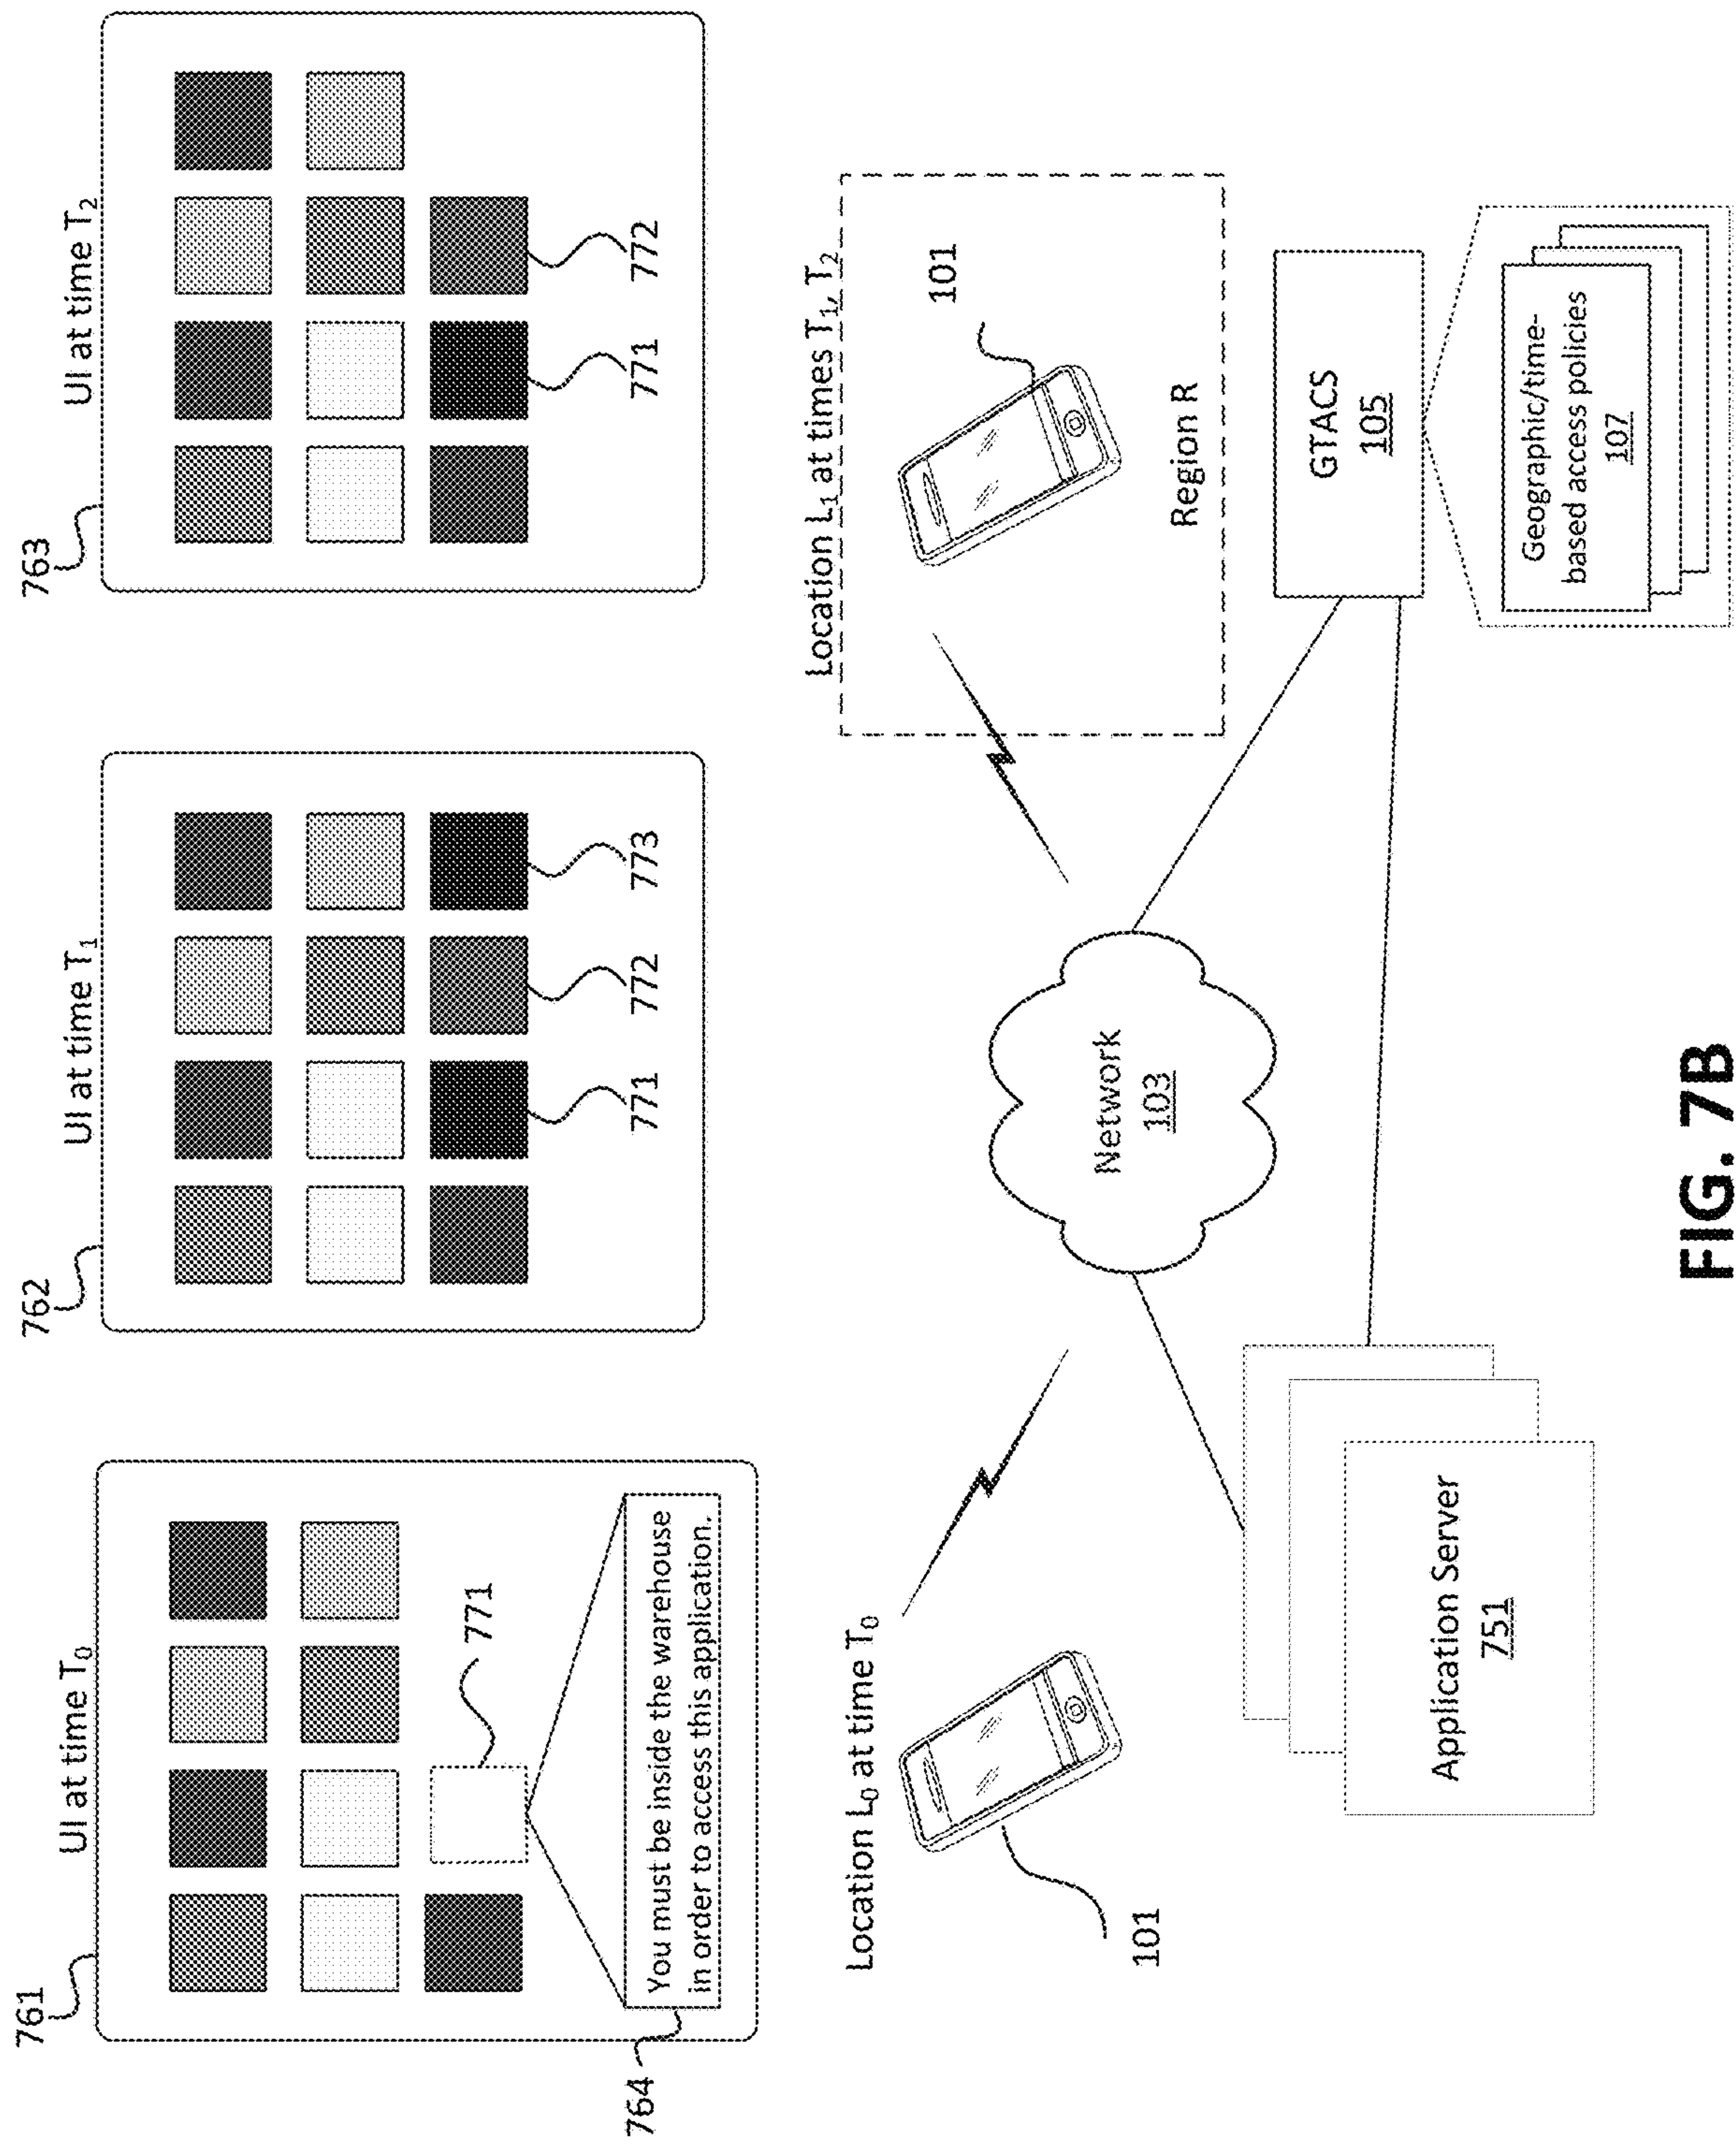 761
UI at time T0
771
You must be inside the warehouse
in order to access this application.
764
762
UI at time T1
771
772
773
763
UI at time T2
771
772
Location L0 at time T0
101
Location L1 at times T1, T2
101
Region R
Network
103
GTACS
105
Geographic/time-
based access policies
107
Application Server
751
FIG. 7B